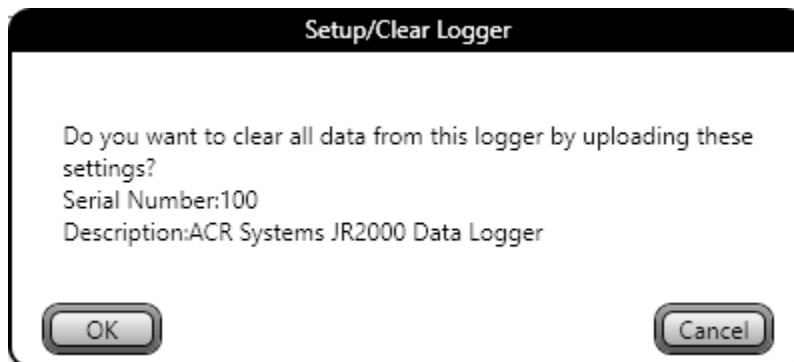 Setup/Clear Logger
Do you want to clear all data from this logger by uploading these
settings?
Serial Number:100
Description:ACR Systems JR2000 Data Logger
OK
Cancel